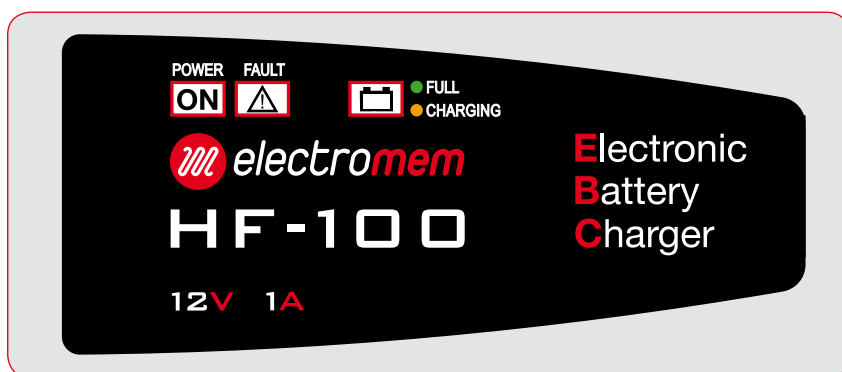 POWER FAULT
ON
FULL
CHARGING
electromem
HF-100
12V 1A
Electronic
Battery
Charger